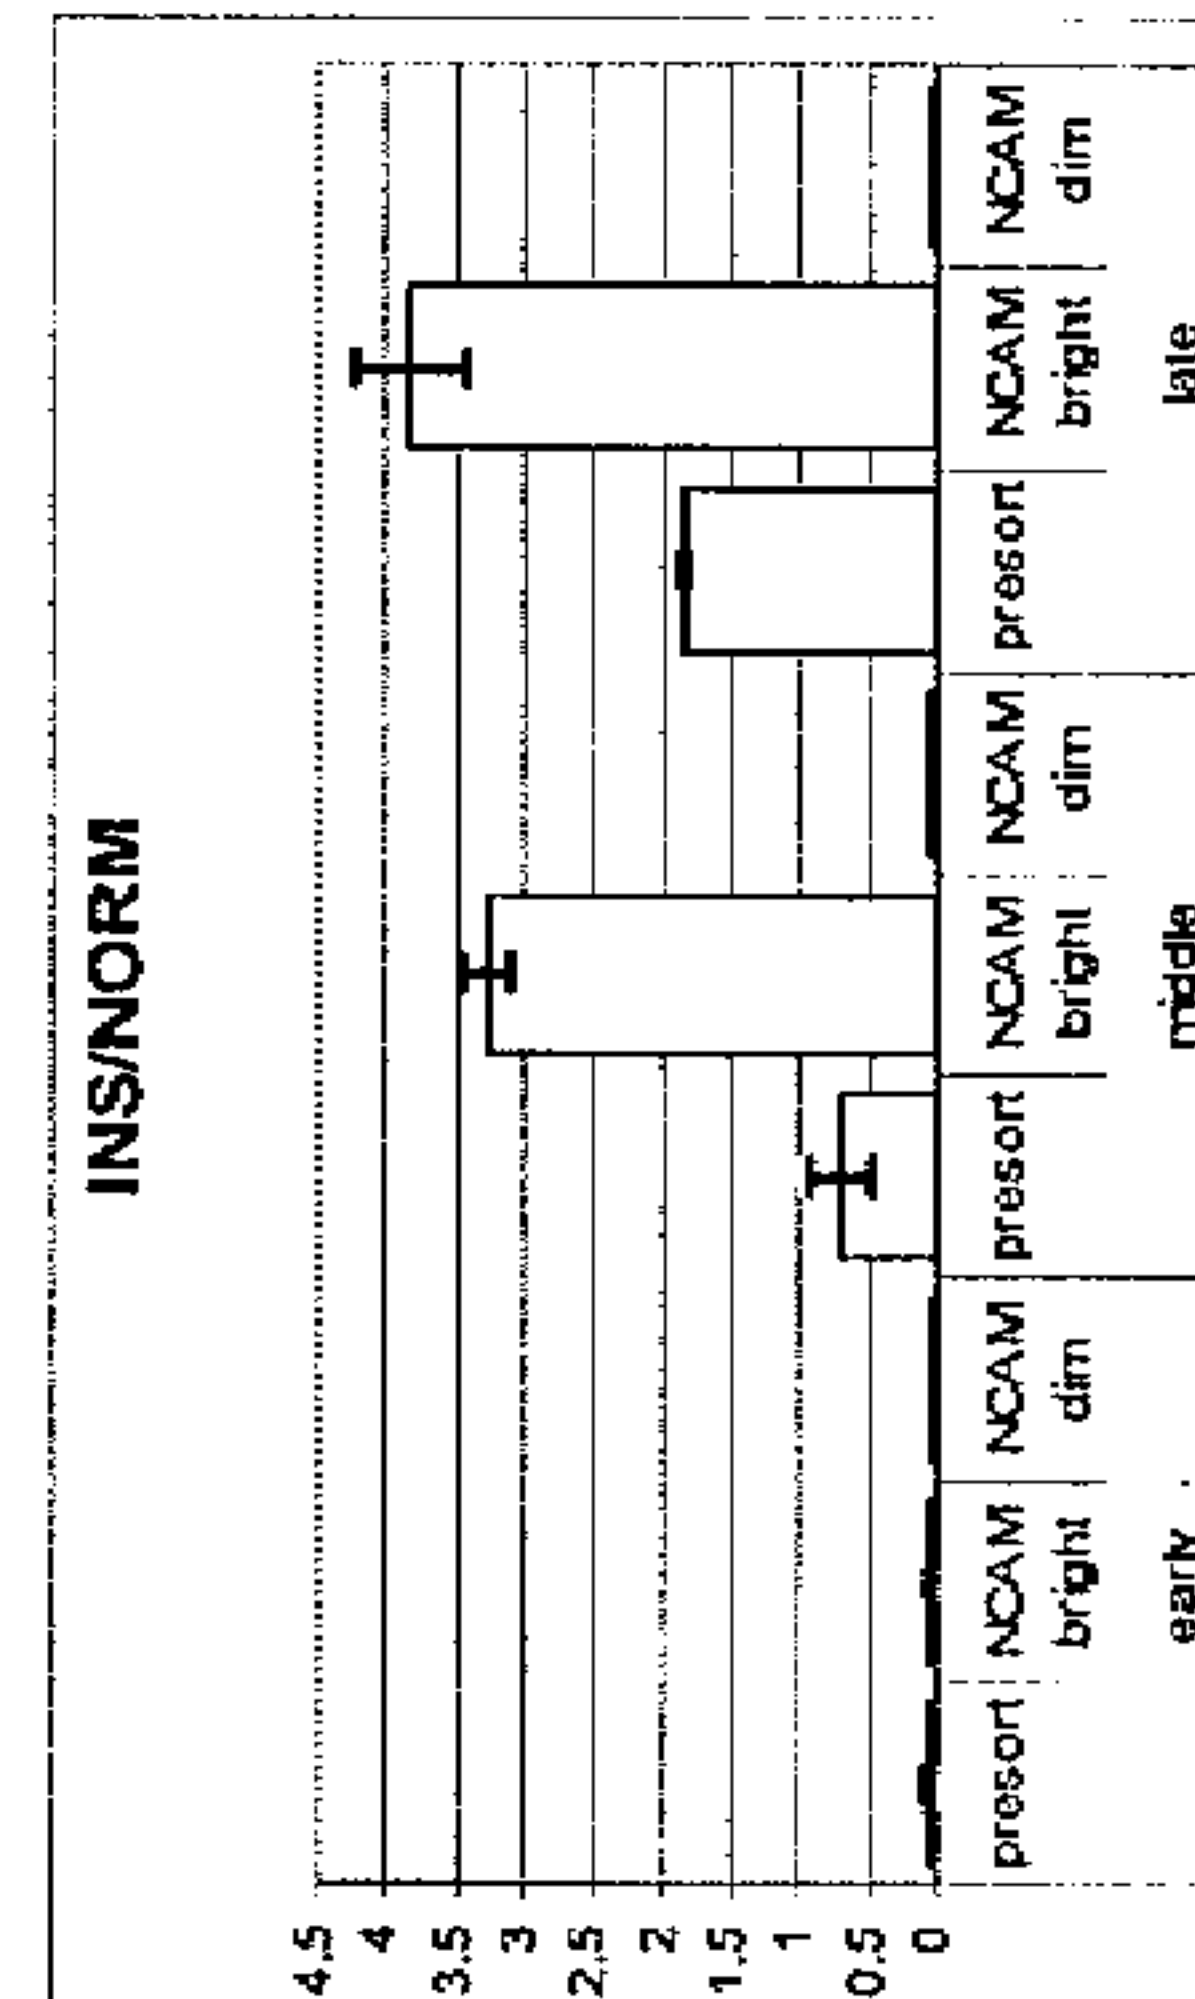 INS/NORM
4.5
4
3.5
3
2.5
2
1.5
1
0.5
0
presort NCAM NCAM presort NCAM NCAM presort NCAM NCAM
bright dim bright dim bright dim
early middle late